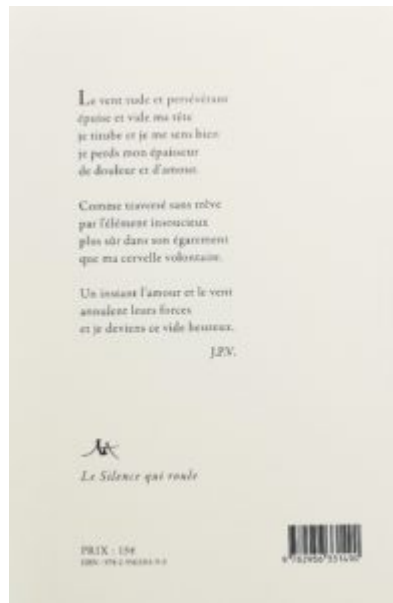 Le vent rude et persévérant
épuise et vide ma tête
je titube et je me sens bien
je perds mon épaisseur
de douleur et d'amour.
Comme traversé sans trêve
par l'élément insoucieux
plus sûr dans son égarement
que ma cervelle volontaire.
Un instant l'amour et le vent
annulent leurs forces
et je deviens ce vide heureux.
J.P.V.
Le Silence qui roule
PRIX : 15€